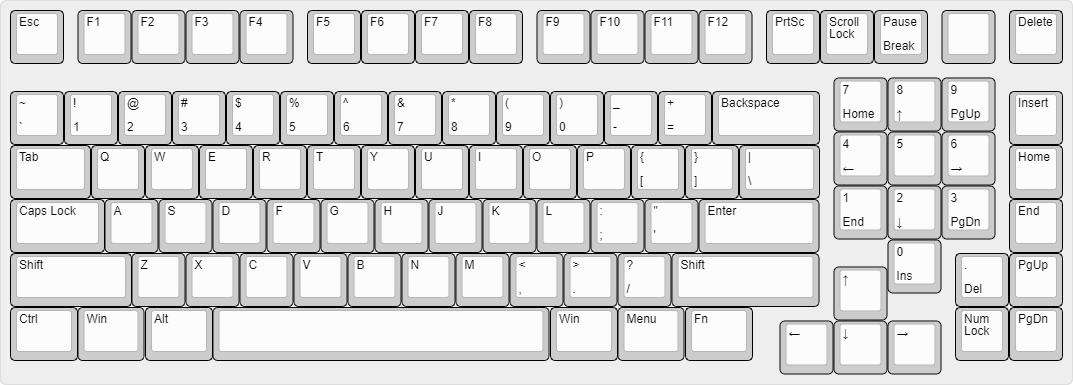 Esc F1 F2 F3 F4 F5 F6 F7 F8 F9 F10 F11 F12 PrtSc Scroll Lock Pause Break Delete
~ ! @ # $ % ^ & * ( ) _ + Backspace 7 8 9 Insert
` 1 2 3 4 5 6 7 8 9 0 - = Home ↑ PgUp
Tab Q W E R T Y U I O P { } | 4 5 6 Home
[ ] \ ← →
Caps Lock A S D F G H J K L : " Enter 1 2 3 End
; ' End ↓ PgDn
Shift Z X C V B N M < > ? Shift ↑ 0 . PgUp
, . / Ins Del
Ctrl Win Alt Win Menu Fn ← ↓ → Num Lock PgDn